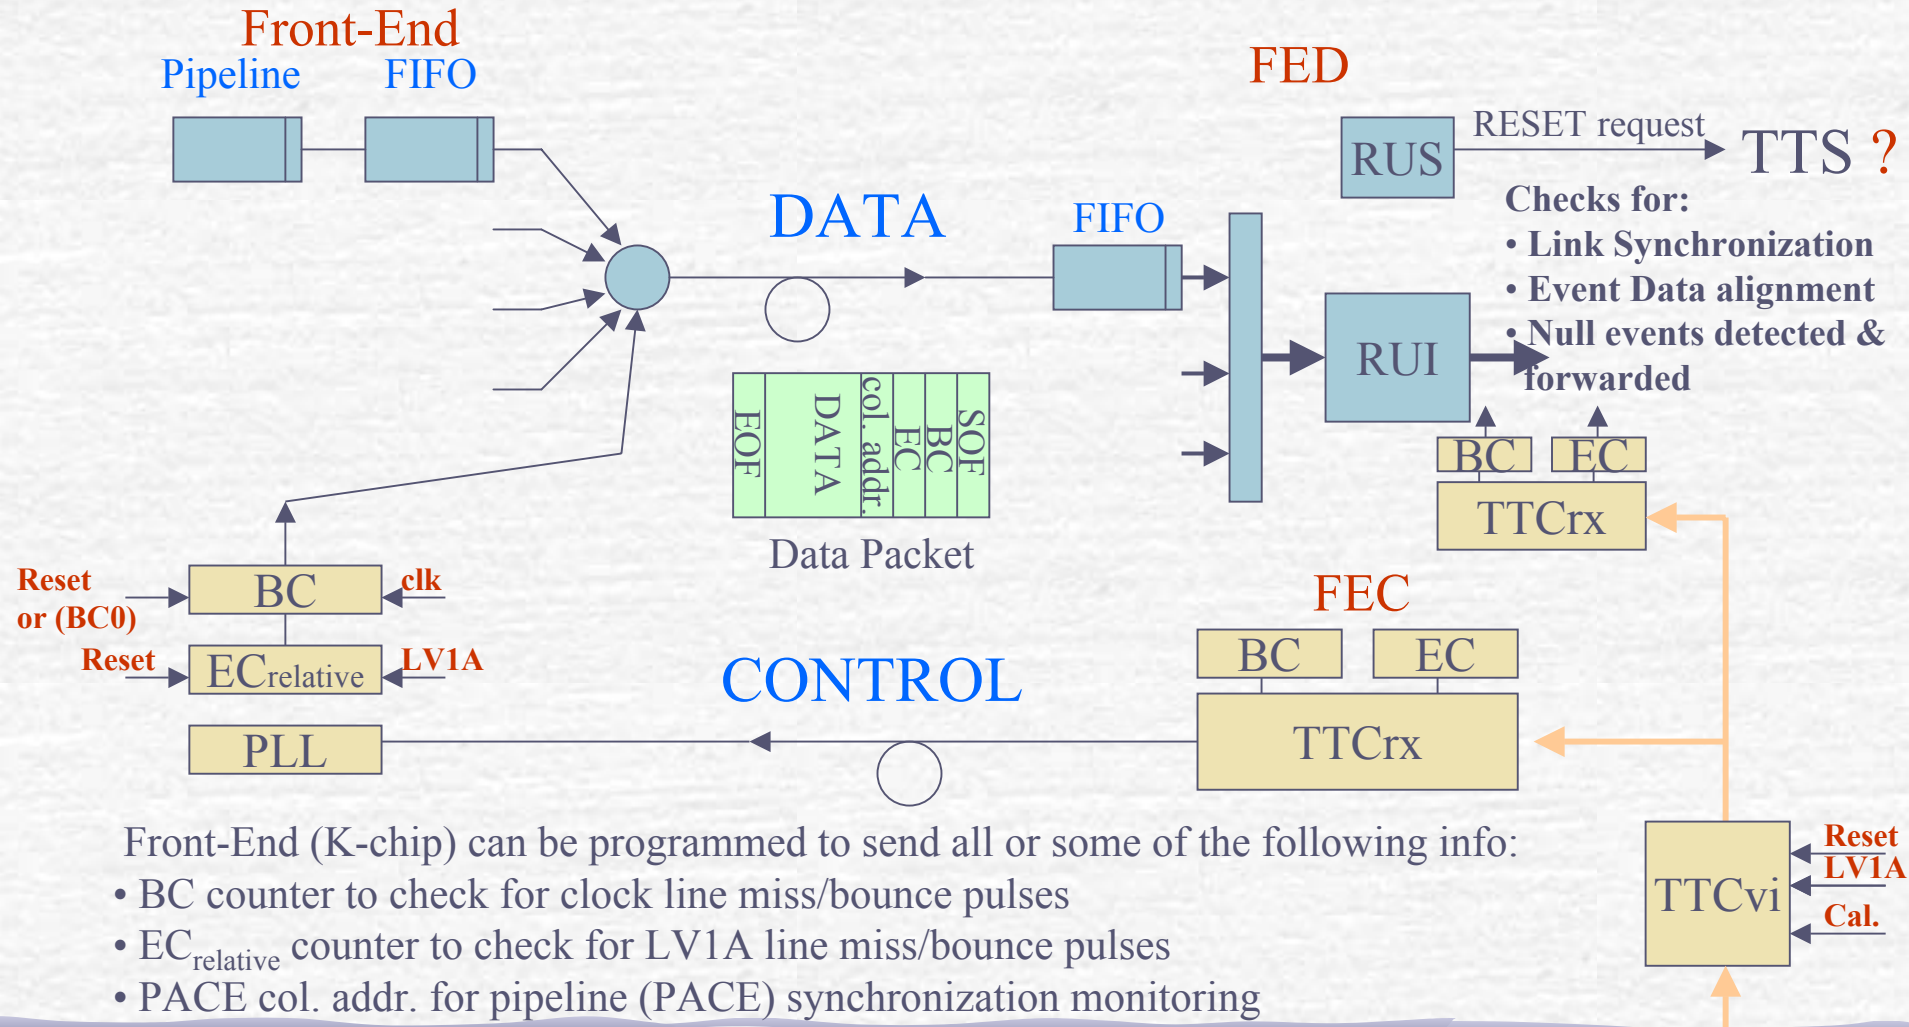 Front-End
Pipeline
FIFO
FED
RUS
RESET request
TTS ?
Checks for:
• Link Synchronization
• Event Data alignment
• Null events detected &
forwarded
DATA
FIFO
RUI
EOF
DATA
col. addr.
EC
BC
SOF
Data Packet
BC
EC
TTCrx
Reset
or (BC0)
BC
clk
Reset
ECrelative
LV1A
PLL
CONTROL
FEC
BC
EC
TTCrx
TTCvi
Reset
LV1A
Cal.
Front-End (K-chip) can be programmed to send all or some of the following info:
• BC counter to check for clock line miss/bounce pulses
• ECrelative counter to check for LV1A line miss/bounce pulses
• PACE col. addr. for pipeline (PACE) synchronization monitoring